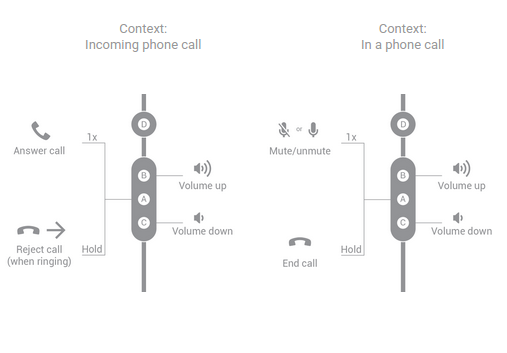 Context:
Incoming phone call
Context:
In a phone call
D
1x
Answer call
B
Volume up
A
C
Volume down
Hold
Reject call
(when ringing)
D
or
1x
Mute/unmute
B
Volume up
A
C
Volume down
Hold
End call